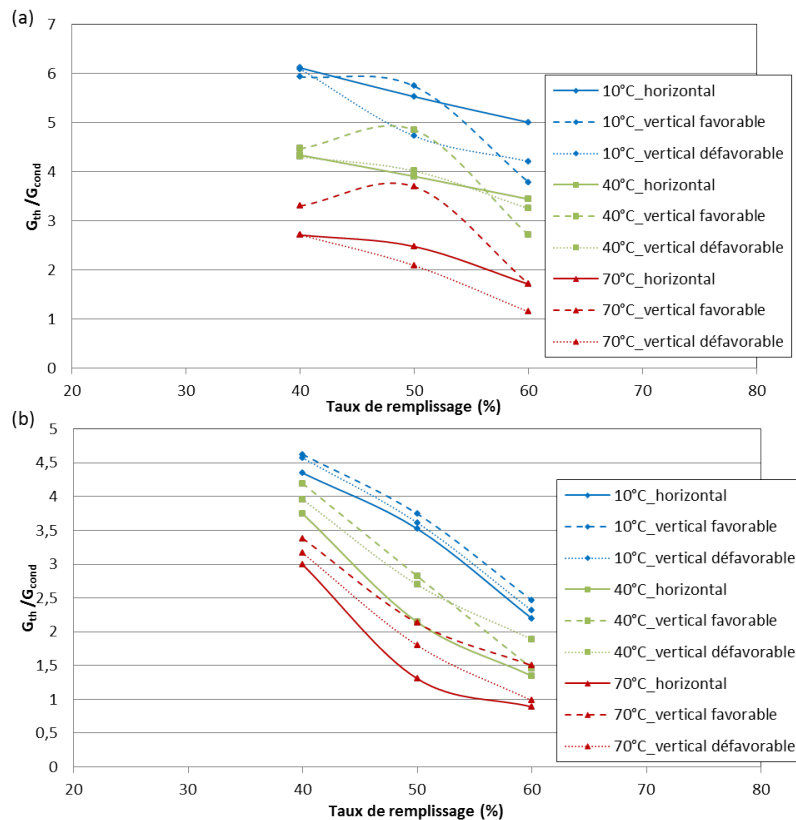 (a)
7
6
5
4
3
2
1
0
G_th/G_cond
20
30
40
50
60
70
80
Taux de remplissage (%)
10°C_horizontal
10°C_vertical favorable
10°C_vertical défavorable
40°C_horizontal
40°C_vertical favorable
40°C_vertical défavorable
70°C_horizontal
70°C_vertical favorable
70°C_vertical défavorable
(b)
5
4,5
4
3,5
3
2,5
2
1,5
1
0,5
0
G_th/G_cond
20
30
40
50
60
70
80
Taux de remplissage (%)
10°C_horizontal
10°C_vertical favorable
10°C_vertical défavorable
40°C_horizontal
40°C_vertical favorable
40°C_vertical défavorable
70°C_horizontal
70°C_vertical favorable
70°C_vertical défavorable